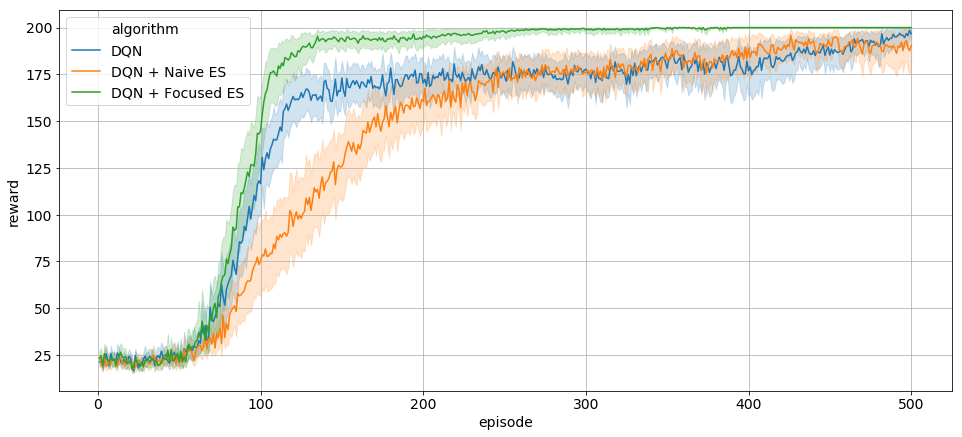 algorithm
DQN
DQN + Naive ES
DQN + Focused ES
reward
200
175
150
125
100
75
50
25
0 100 200 300 400 500
episode